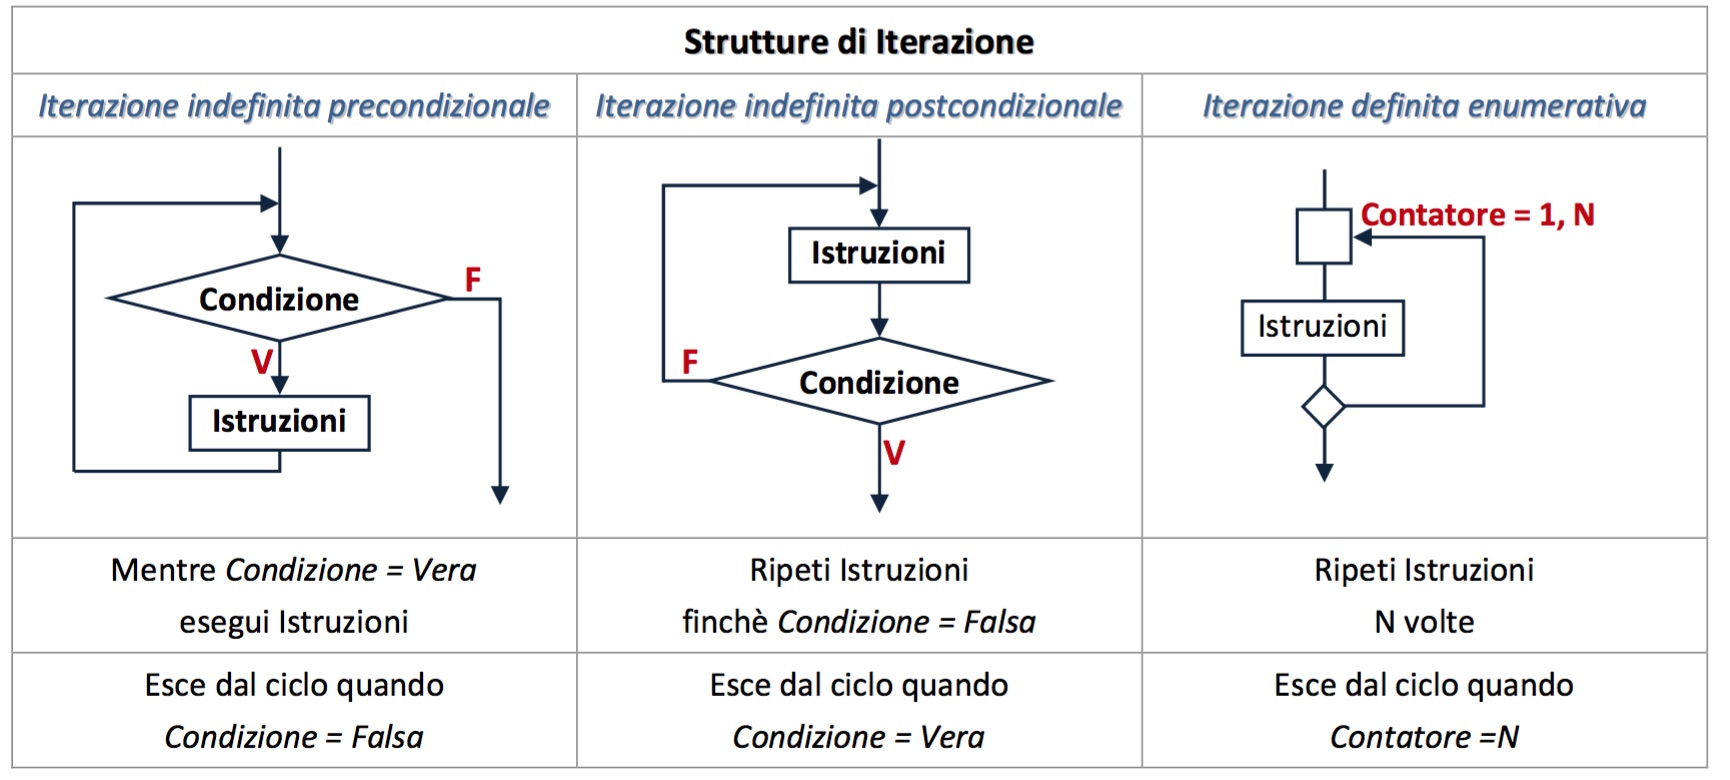 Strutture di Iterazione
Iterazione indefinita precondizionale
Iterazione indefinita postcondizionale
Iterazione definita enumerativa
Condizione
F
V
Istruzioni
Istruzioni
F
Condizione
V
Contatore = 1, N
Istruzioni
Mentre Condizione = Vera
esegui Istruzioni
Ripeti Istruzioni
finchè Condizione = Falsa
Ripeti Istruzioni
N volte
Esce dal ciclo quando
Condizione = Falsa
Esce dal ciclo quando
Condizione = Vera
Esce dal ciclo quando
Contatore =N